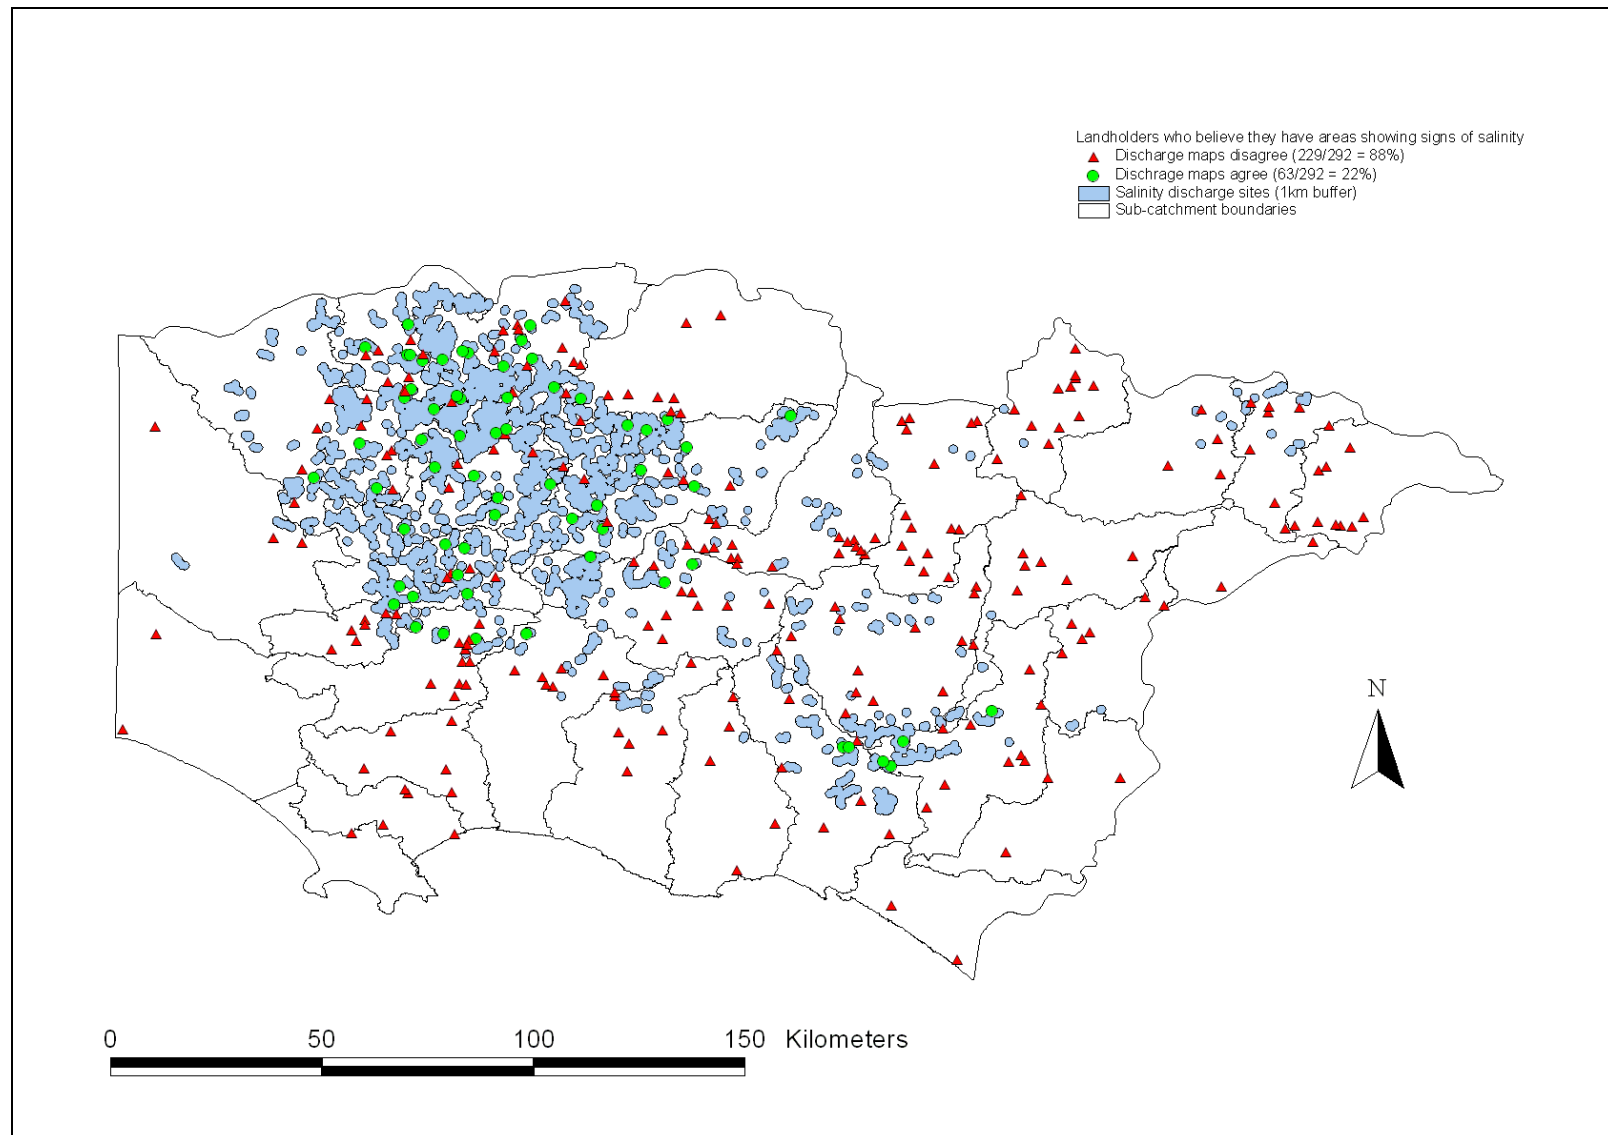 Landholders who believe they have areas showing signs of salinity
Discharge maps disagree (229/292 = 88%)
Dischrage maps agree (63/292 = 22%)
Salinity discharge sites (1km buffer)
Sub-catchment boundaries
N
0 50 100 150 Kilometers